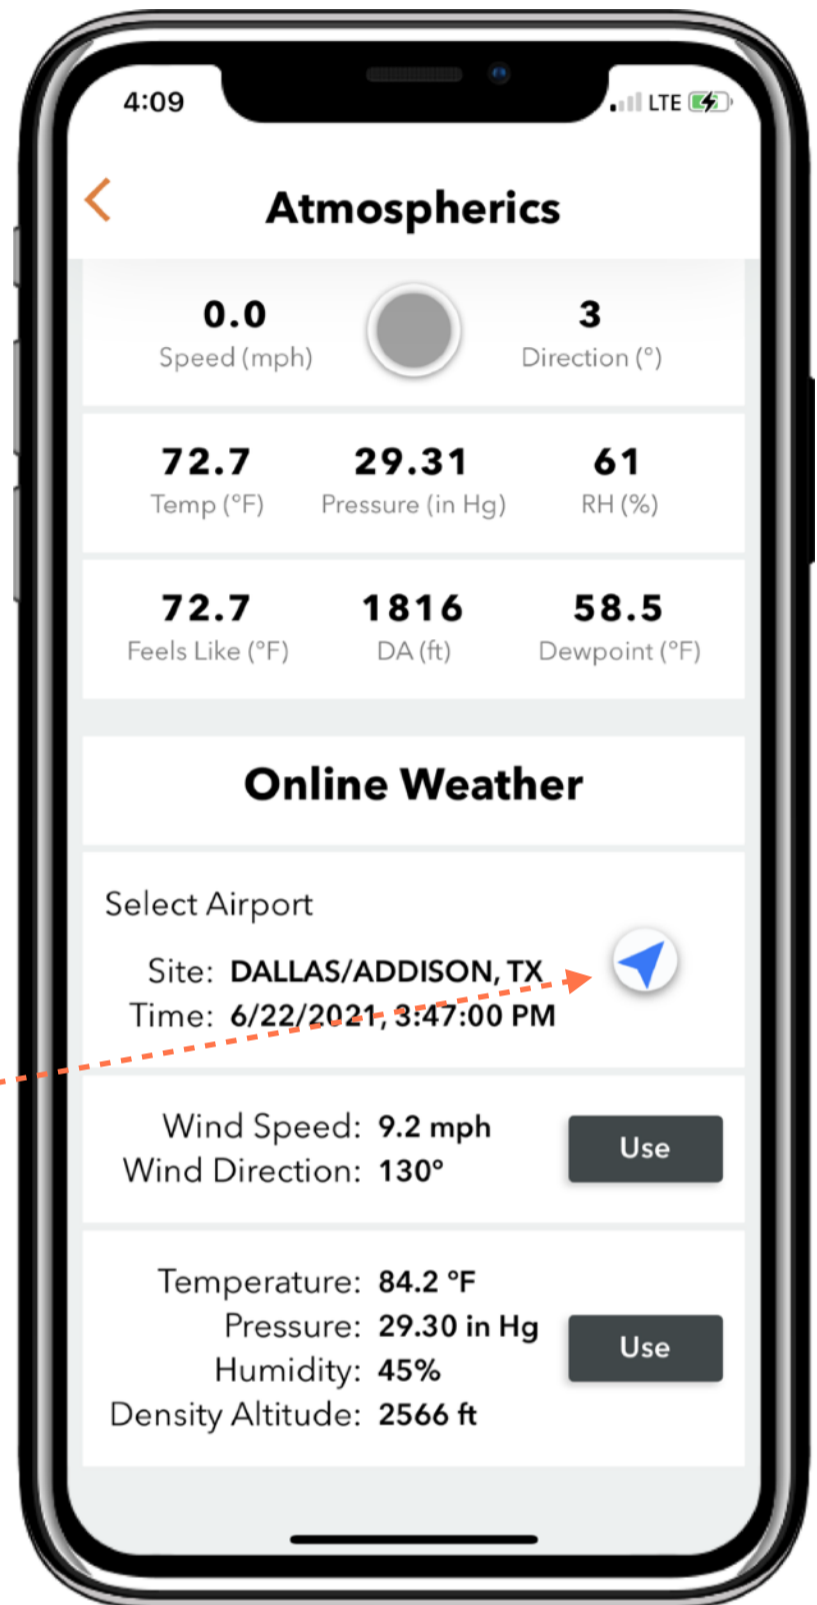 4:09 LTE
Atmospherics
0.0 3
Speed (mph) Direction (°)
72.7 29.31 61
Temp (°F) Pressure (in Hg) RH (%)
72.7 1816 58.5
Feels Like (°F) DA (ft) Dewpoint (°F)
Online Weather
Select Airport
Site: DALLAS/ADDISON, TX
Time: 6/22/2021, 3:47:00 PM
Wind Speed: 9.2 mph
Use
Wind Direction: 130°
Temperature: 84.2 °F
Pressure: 29.30 in Hg
Use
Humidity: 45%
Density Altitude: 2566 ft